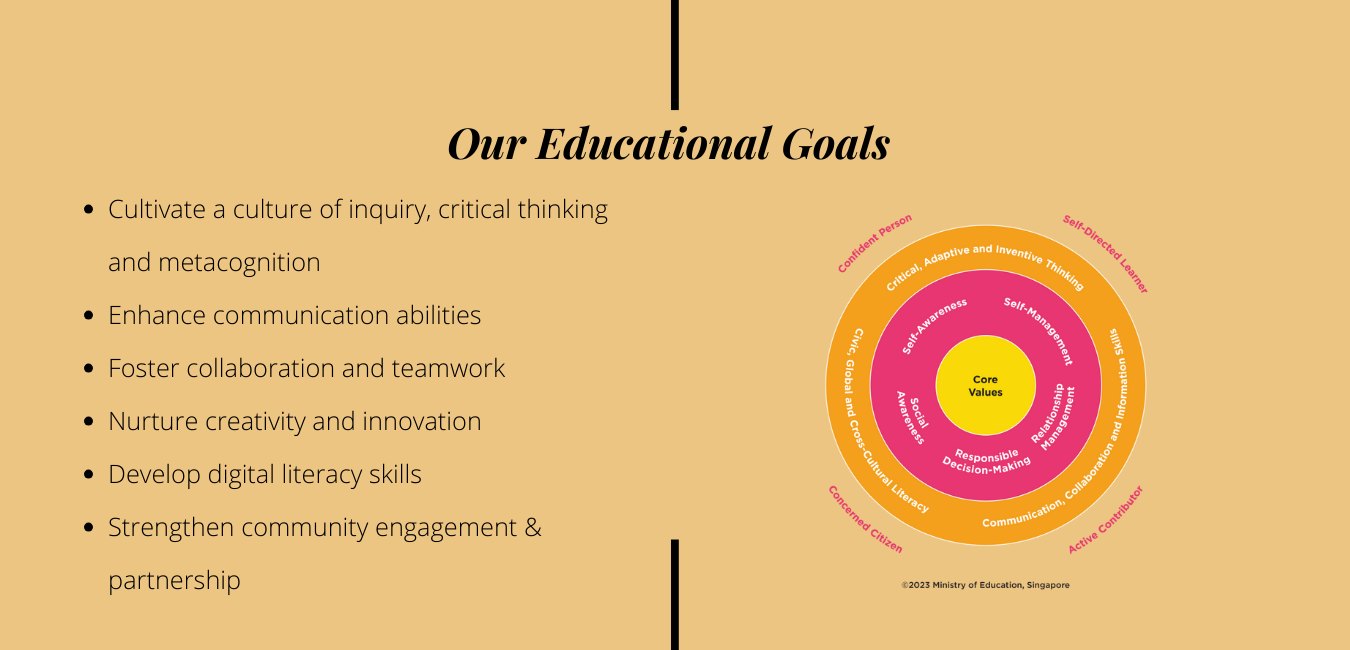 Our Educational Goals
• Cultivate a culture of inquiry, critical thinking
and metacognition
• Enhance communication abilities
• Foster collaboration and teamwork
• Nurture creativity and innovation
• Develop digital literacy skills
• Strengthen community engagement &
partnership
Confident Person
Self-Directed Learner
Critical, Adaptive and Inventive Thinking
Civic, Global and Cross-Cultural Literacy
Communication, Collaboration and Information Skills
Self-Awareness
Self-Management
Core
Values
Social
Awareness
Relationship
Management
Responsible
Decision-Making
Concerned Citizen
Active Contributor
©2023 Ministry of Education, Singapore